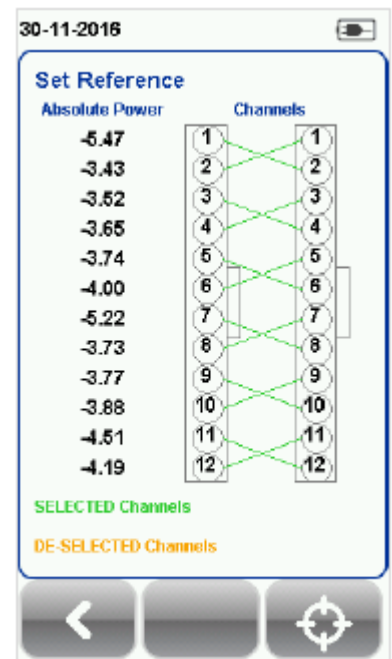 30-11-2016
Set Reference
Absolute Power Channels
-5.47 1 1
-3.43 2 2
-3.52 3 3
-3.65 4 4
-3.74 5 5
-4.00 6 6
-5.22 7 7
-3.73 8 8
-3.77 9 9
-3.88 10 10
-4.51 11 11
-4.19 12 12
SELECTED Channels
DE-SELECTED Channels